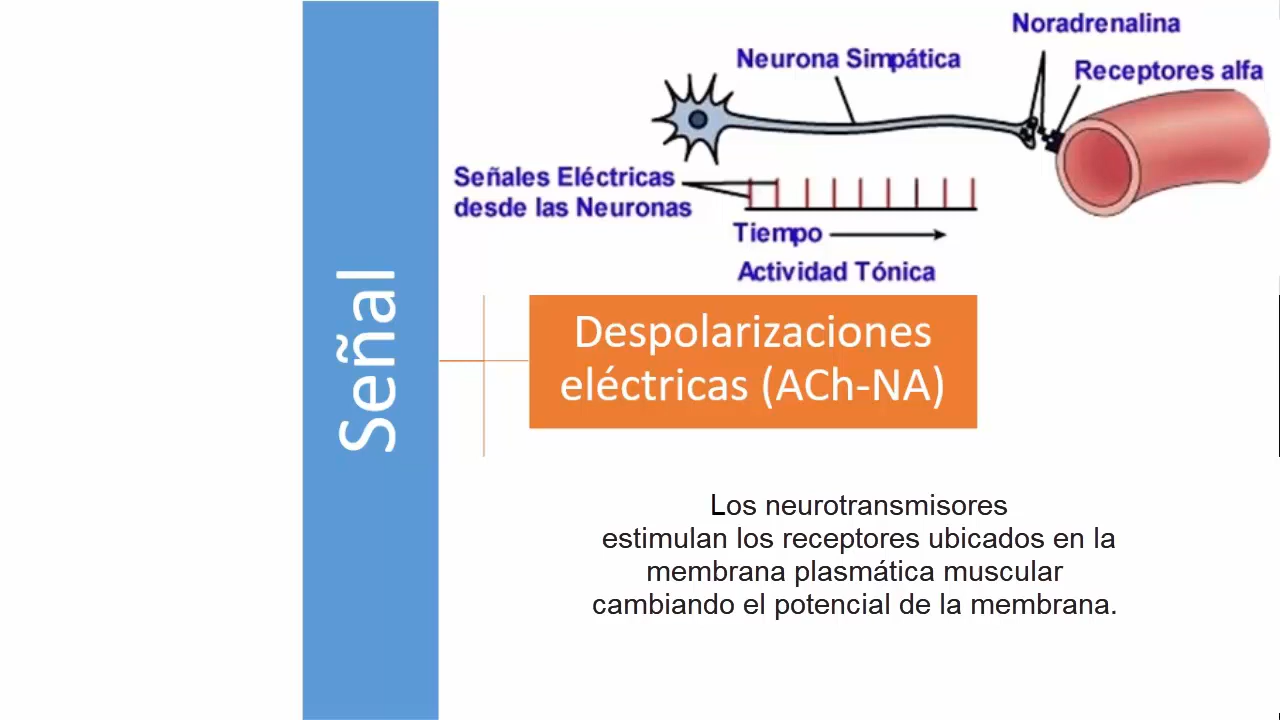 Noradrenalina
Neurona Simpática
Receptores alfa
Señales Eléctricas
desde las Neuronas
Tiempo
Actividad Tónica
Señal
Despolarizaciones
eléctricas (ACh-NA)
Los neurotransmisores
estimulan los receptores ubicados en la
membrana plasmática muscular
cambiando el potencial de la membrana.